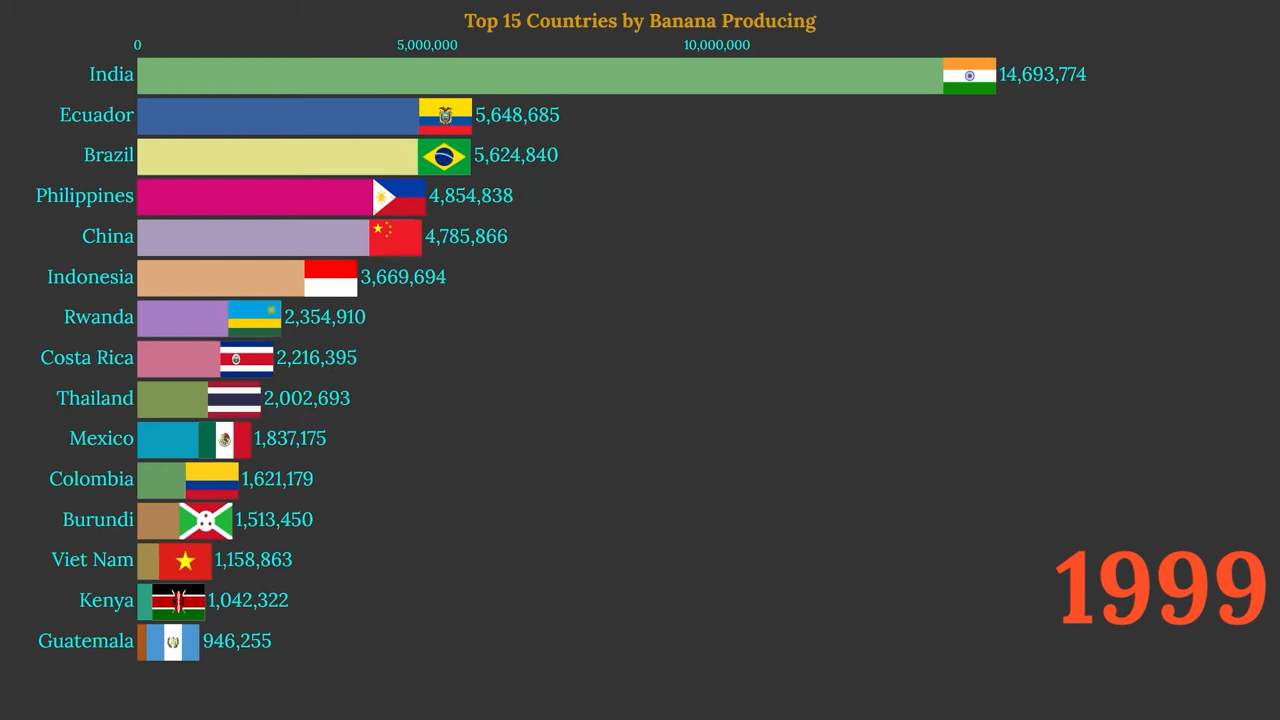 Top 15 Countries by Banana Producing
0 5,000,000 10,000,000
India 14,693,774
Ecuador 5,648,685
Brazil 5,624,840
Philippines 4,854,838
China 4,785,866
Indonesia 3,669,694
Rwanda 2,354,910
Costa Rica 2,216,395
Thailand 2,002,693
Mexico 1,837,175
Colombia 1,621,179
Burundi 1,513,450
Viet Nam 1,158,863
Kenya 1,042,322
Guatemala 946,255
1999